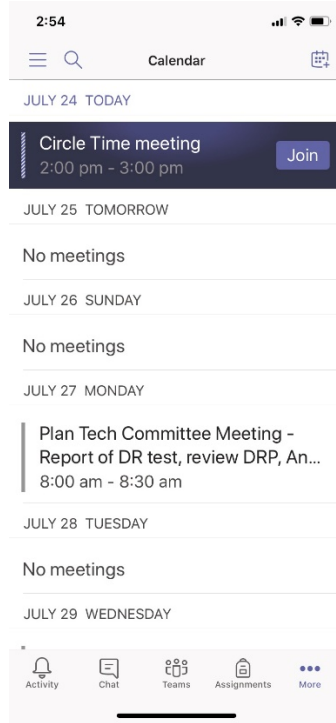 2:54
Calendar
JULY 24 TODAY
Circle Time meeting
2:00 pm - 3:00 pm
Join
JULY 25 TOMORROW
No meetings
JULY 26 SUNDAY
No meetings
JULY 27 MONDAY
Plan Tech Committee Meeting -
Report of DR test, review DRP, An...
8:00 am - 8:30 am
JULY 28 TUESDAY
No meetings
JULY 29 WEDNESDAY
Activity Chat Teams Assignments More